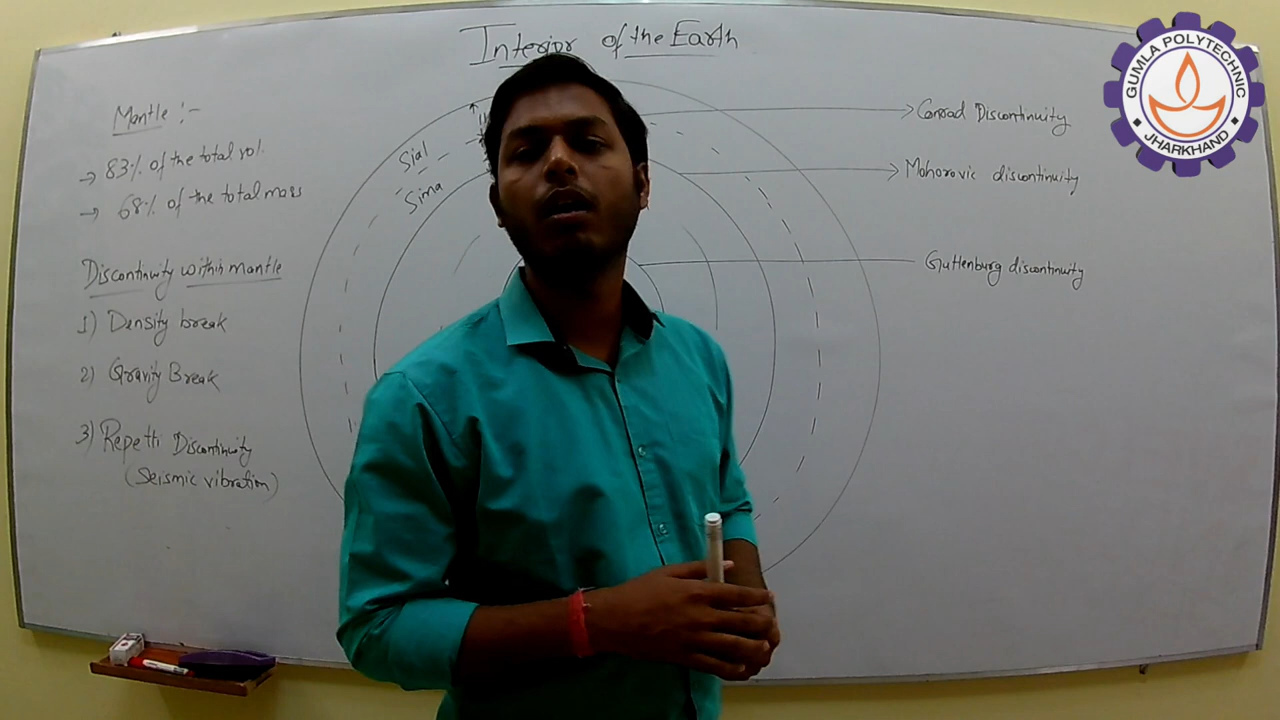 Interior of the Earth
Mantle :-
→ 83% of the total vol.
→ 68% of the total mass
Discontinuity within mantle
1) Density break
2) Gravity Break
3) Repetti Discontinuity
(Seismic vibration)
Sial
Sima
Conrad Discontinuity
Mohorovic discontinuity
Guttenburg discontinuity
GUMLA POLYTECHNIC
JHARKHAND